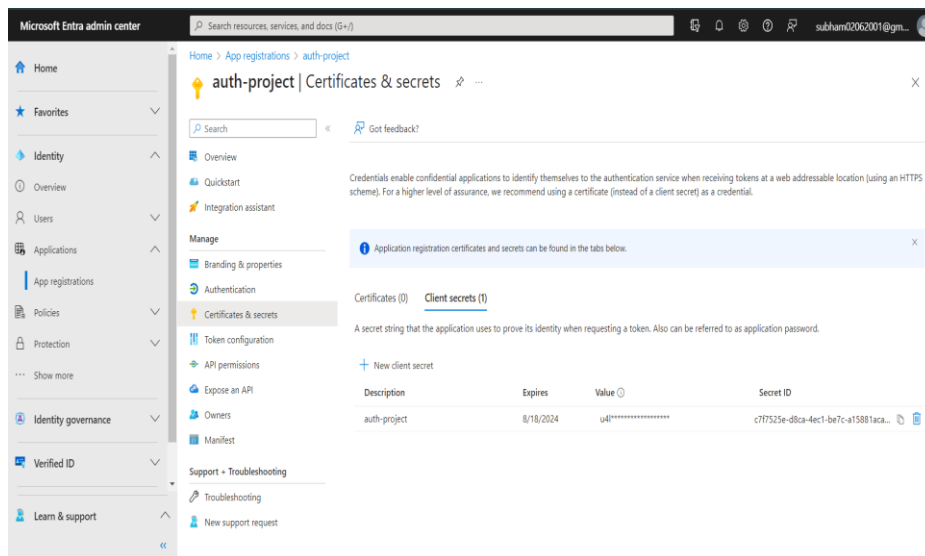 Microsoft Entra admin center
Search resources, services, and docs (G+/)
subham02062001@gm...
Home
Favorites
Identity
Overview
Users
Applications
App registrations
Policies
Protection
Show more
Identity governance
Verified ID
Learn & support
Home > App registrations > auth-project
auth-project | Certificates & secrets
Search
Overview
Quickstart
Integration assistant
Manage
Branding & properties
Authentication
Certificates & secrets
Token configuration
API permissions
Expose an API
Owners
Manifest
Support + Troubleshooting
Troubleshooting
New support request
Got feedback?
Credentials enable confidential applications to identify themselves to the authentication service when receiving tokens at a web addressable location (using an HTTPS
scheme). For a higher level of assurance, we recommend using a certificate (instead of a client secret) as a credential.
Application registration certificates and secrets can be found in the tabs below.
Certificates (0) Client secrets (1)
A secret string that the application uses to prove its identity when requesting a token. Also can be referred to as application password.
New client secret
Description Expires Value Secret ID
auth-project 8/18/2024 u4l****************** c7f7525e-d8ca-4ec1-be7c-a15881aca...